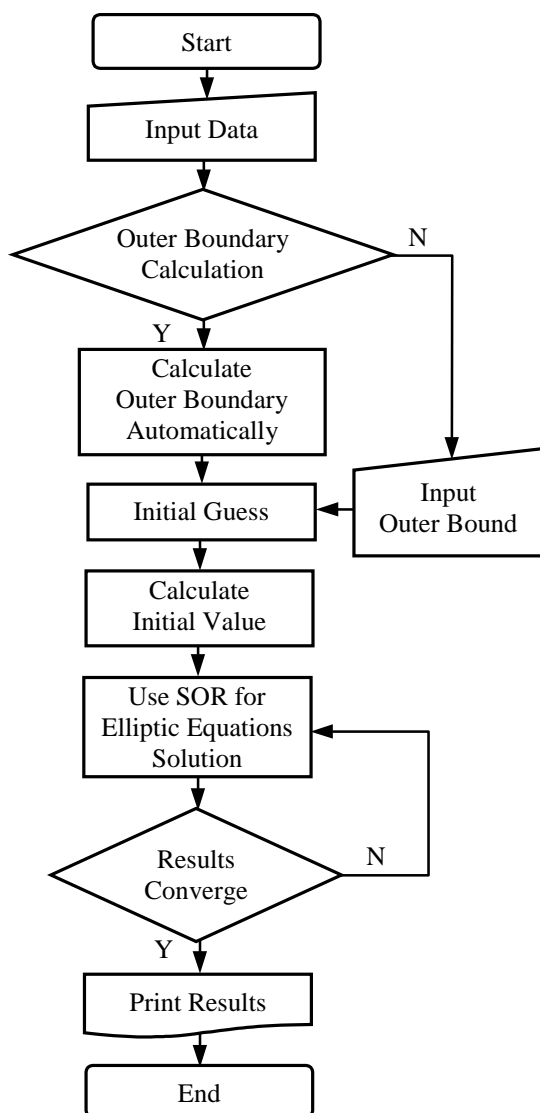 Start
Input Data
Outer Boundary
Calculation
N
Y
Calculate
Outer Boundary
Automatically
Input
Outer Bound
Initial Guess
Calculate
Initial Value
Use SOR for
Elliptic Equations
Solution
Results
Converge
N
Y
Print Results
End